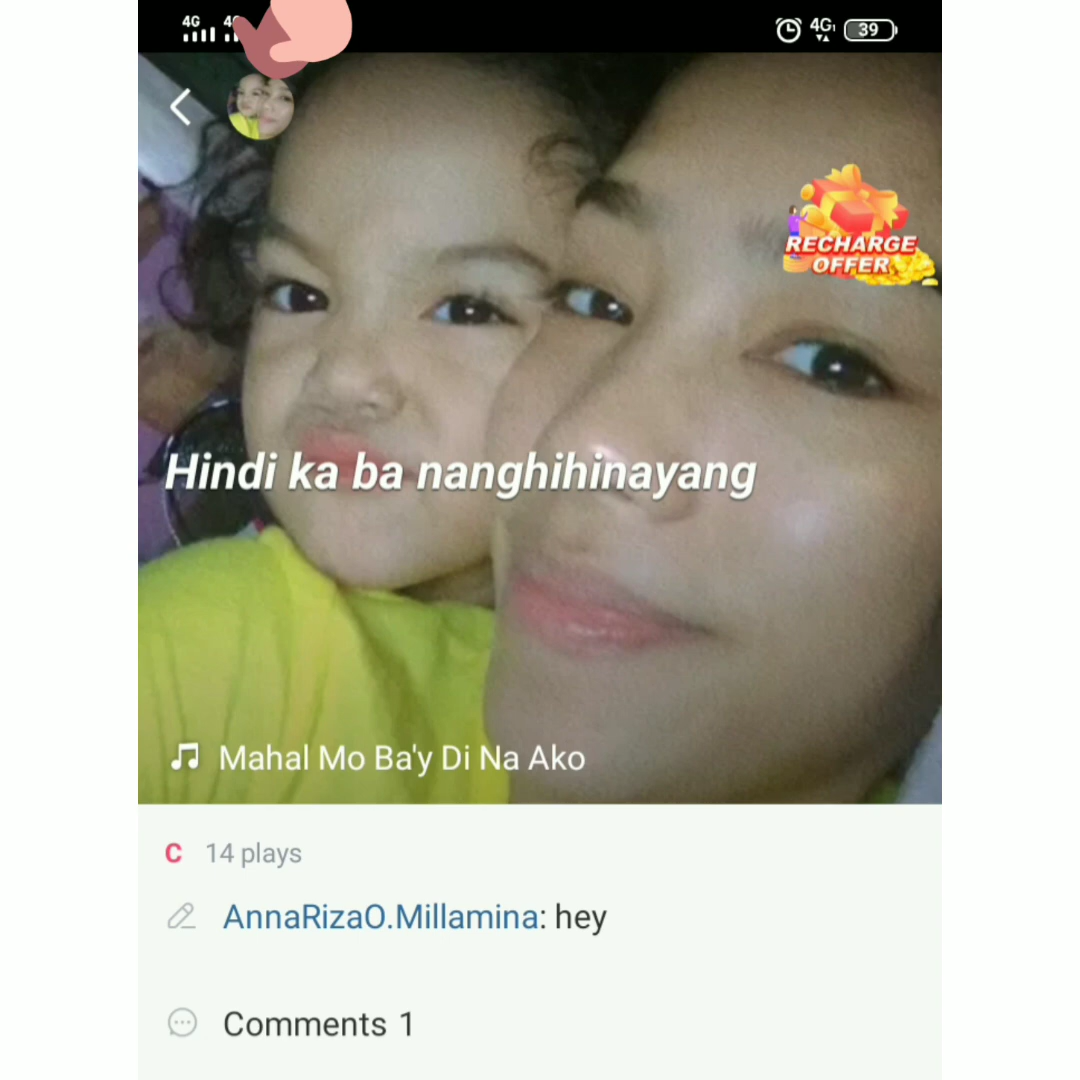 4G 4G 4G1 39
RECHARGE
OFFER
Hindi ka ba nanghihinayang
Mahal Mo Ba'y Di Na Ako
C 14 plays
AnnaRizaO.Millamina: hey
Comments 1